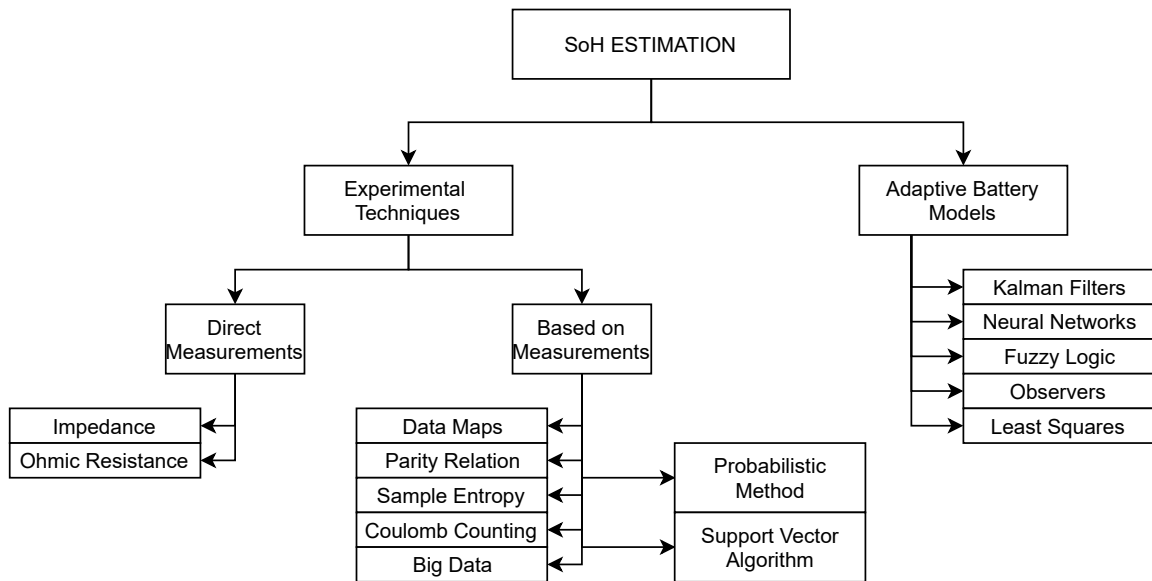 SoH ESTIMATION
Experimental
Techniques
Adaptive Battery
Models
Direct
Measurements
Based on
Measurements
Kalman Filters
Neural Networks
Fuzzy Logic
Observers
Least Squares
Impedance
Ohmic Resistance
Data Maps
Parity Relation
Sample Entropy
Coulomb Counting
Big Data
Probabilistic
Method
Support Vector
Algorithm